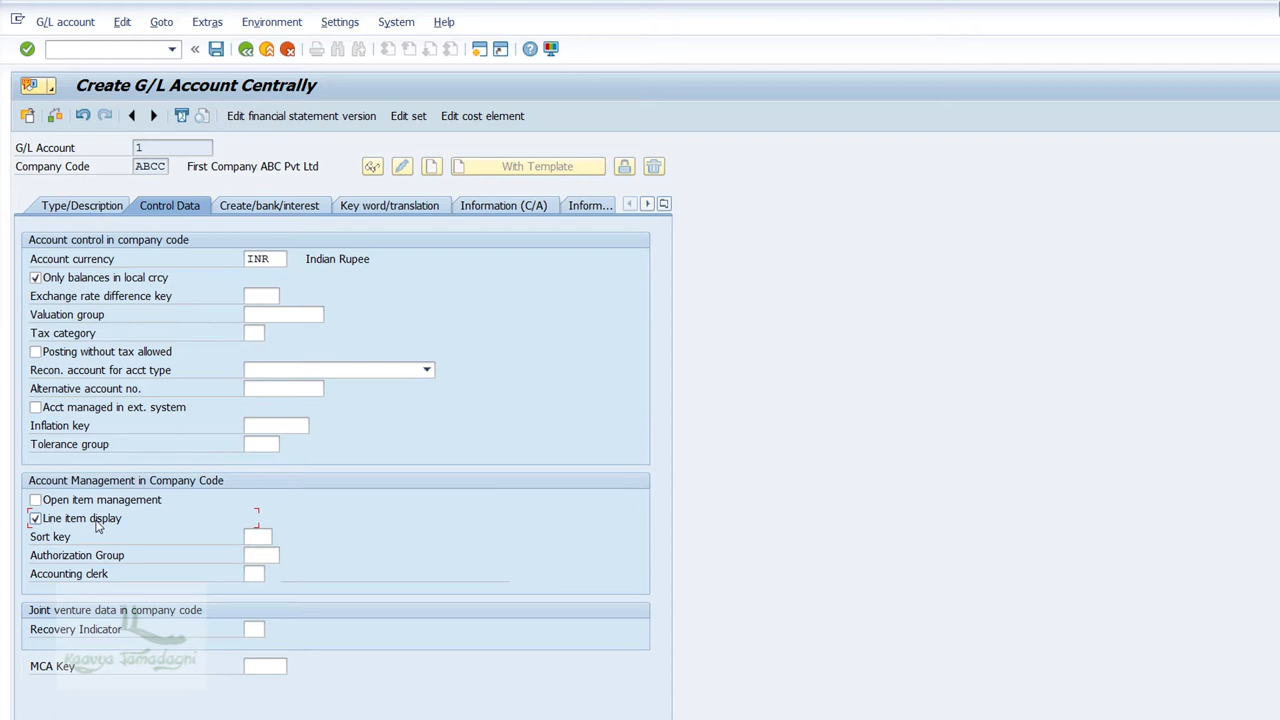 G/L account Edit Goto Extras Environment Settings System Help
Create G/L Account Centrally
Edit financial statement version Edit set Edit cost element
G/L Account 1
Company Code ABCC First Company ABC Pvt Ltd With Template
Type/Description Control Data Create/bank/interest Key word/translation Information (C/A) Inform...
Account control in company code
Account currency INR Indian Rupee
Only balances in local crcy
Exchange rate difference key
Valuation group
Tax category
Posting without tax allowed
Recon. account for acct type
Alternative account no.
Acct managed in ext. system
Inflation key
Tolerance group
Account Management in Company Code
Open item management
Line item display
Sort key
Authorization Group
Accounting clerk
Joint venture data in company code
Recovery Indicator
Kaavya Jamadagni
MCA Key